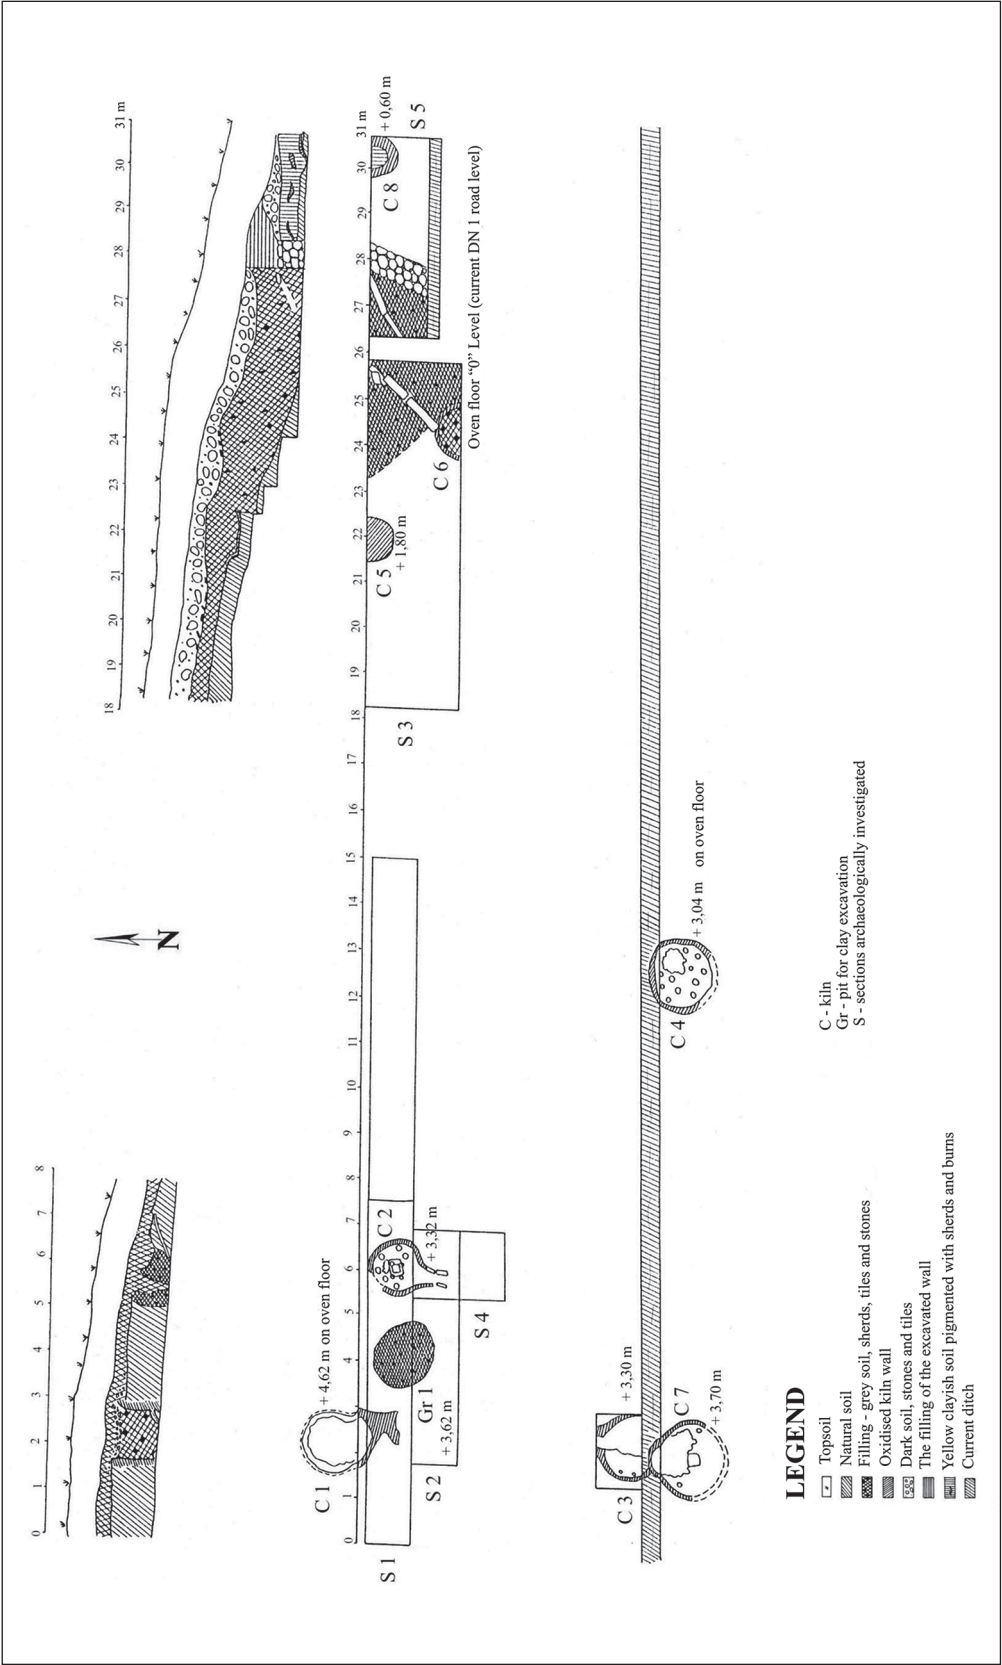 0 1 2 3 4 5 6 7 8
18 19 20 21 22 23 24 25 26 27 28 29 30 31 m
N
0 1 2 3 4 5 6 7 8 9 10 11 12 13 14 15 16 17 18 19 20 21 22 23 24 25 26 27 28 29 30 31 m
C 1
+ 4,62 m on oven floor
S 1
S 2
+3,62 m
Gr 1
C 2
+ 3,32 m
S 4
S 3
C 5
+ 1,80 m
C 6
C 8
+ 0,60 m
S 5
Oven floor “0” Level (current DN 1 road level)
C 3
+ 3,30 m
C 7
+3,70 m
C 4
+ 3,04 m on oven floor
LEGEND
Topsoil
Natural soil
Filling - grey soil, sherds, tiles and stones
Oxidised kiln wall
Dark soil, stones and tiles
The filling of the excavated wall
Yellow clayish soil pigmented with sherds and burns
Current ditch
C - kiln
Gr - pit for clay excavation
S - sections archaeologically investigated